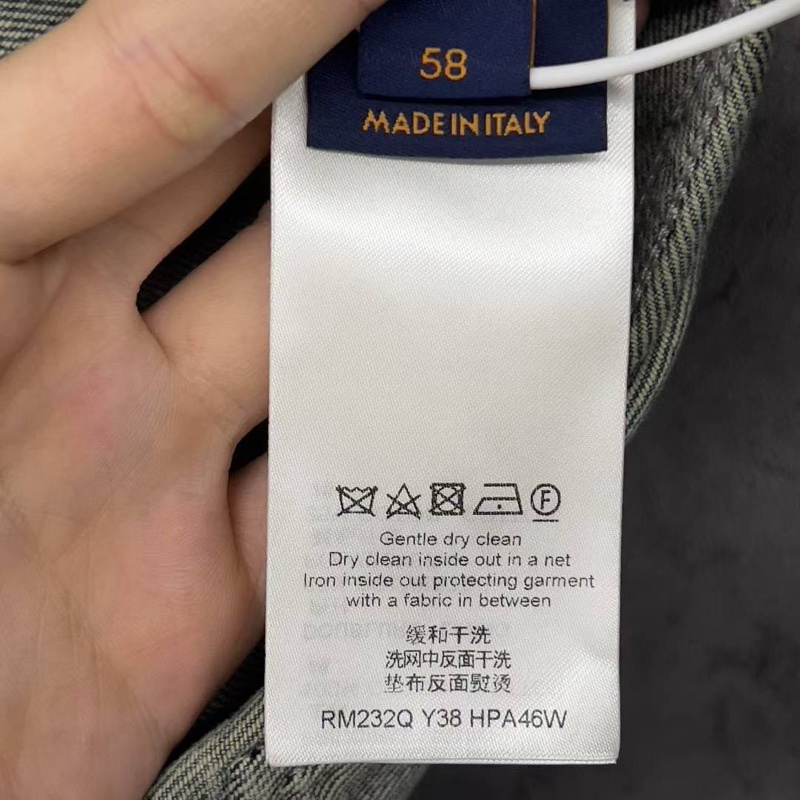 58
MADE IN ITALY
F
Gentle dry clean
Dry clean inside out in a net
Iron inside out protecting garment
with a fabric in between
缓和干洗
洗网中反面干洗
垫布反面熨烫
RM232Q Y38 HPA46W